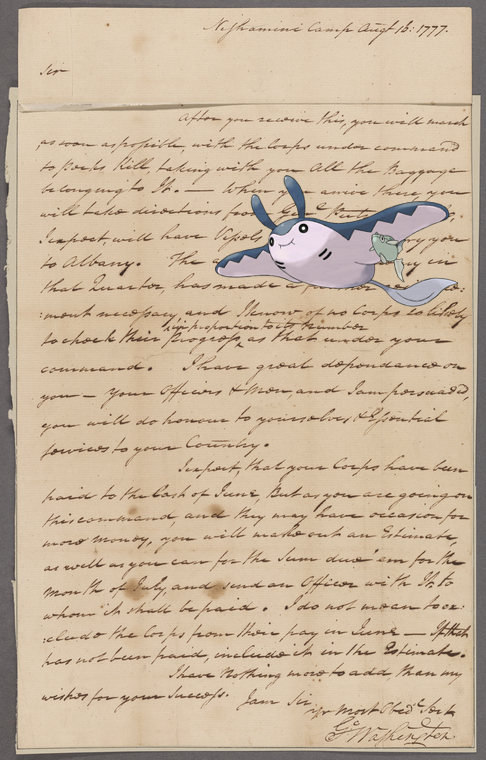 Neshamini Camp Augt 16: 1777.
Sir
After you receive this, you will march
as soon as possible, with the Corps under command
to Peeks Kill, taking with you All the Baggage
belonging to It. — When you arrive there, you
will take directions from Genl Putn
I expect, will have Vessels you
to Albany. The in
that Quarter, has made a
:ment necessary, and I know of no Corps so likely
in proportion to its number
to check their Progress, as that under your
command. I have great dependance on
you — Your Officers & Men, and I am persuaded,
you will do honour to yourselves, & Essential
Services to your Country.
I expect, that your Corps have been
paid to the last of June, But as you are going on
this command, and they may have occasion for
more money, you will make out an Estimate,
as well as you can for the Sum due 'em for the
month of July, and send an Officer with It, to
whom it shall be paid. I do not mean to ex:
:clude the Corps from their pay in June — If that
has not been paid, include it in the Estimate.
I have Nothing more to add, than my
wishes for your Success. I am Sir
Yr Most Obedt Servt
Go Washington